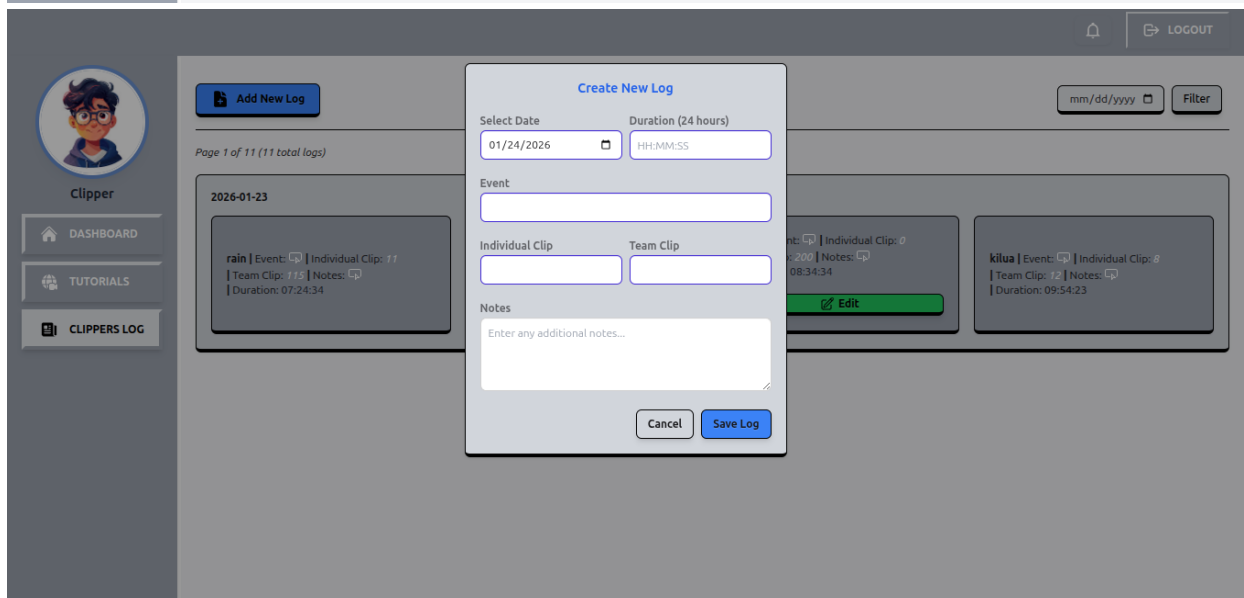 LOGOUT
Clipper
DASHBOARD
TUTORIALS
CLIPPERS LOG
Add New Log
mm/dd/yyyy
Filter
Page 1 of 11 (11 total logs)
2026-01-23
rain | Event: | Individual Clip: 11
| Team Clip: 115 | Notes:
| Duration: 07:24:34
nt: | Individual Clip: 0
: 200 | Notes:
08:34:34
Edit
kilua | Event: | Individual Clip: 8
| Team Clip: 12 | Notes:
| Duration: 09:54:23
Create New Log
Select Date
Duration (24 hours)
01/24/2026
HH:MM:SS
Event
Individual Clip
Team Clip
Notes
Enter any additional notes...
Cancel
Save Log